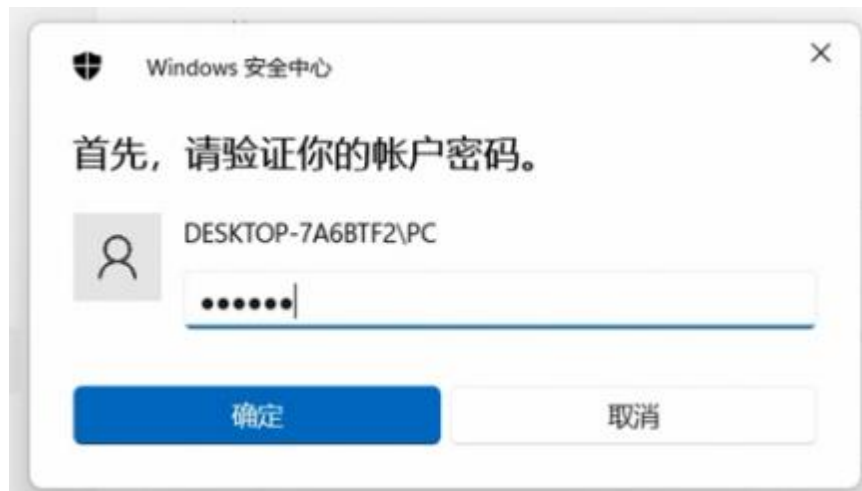 Windows 安全中心
首先，请验证你的帐户密码。
DESKTOP-7A6BTF2\PC
••••••
确定
取消